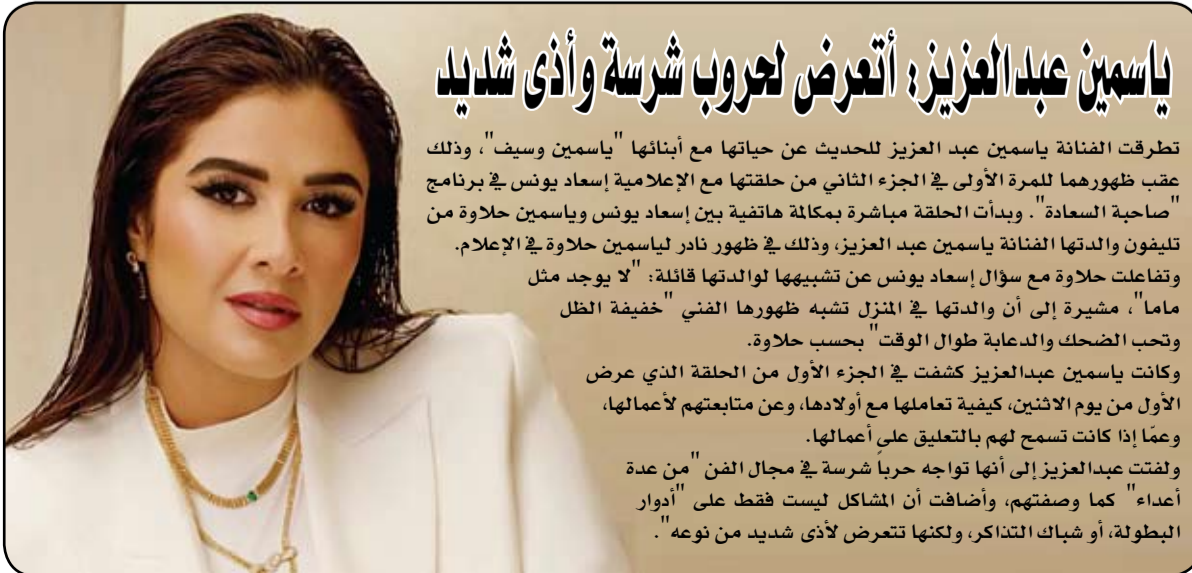 ياسمين عبدالعزيز: أتعرض لحروب شرسة وأذى شديد
تطرقت الفنانة ياسمين عبد العزيز للحديث عن حياتها مع أبنائها "ياسمين وسيف"، وذلك
عقب ظهورهما للمرة الأولى في الجزء الثاني من حلقتها مع الإعلامية إسعاد يونس في برنامج
"صاحبة السعادة". وبدأت الحلقة مباشرة بمكالمة هاتفية بين إسعاد يونس وياسمين حلاوة من
تليفون والدتها الفنانة ياسمين عبد العزيز، وذلك في ظهور نادر لياسمين حلاوة في الإعلام.
وتفاعلت حلاوة مع سؤال إسعاد يونس عن تشبيهها لوالدتها قائلة: "لا يوجد مثل
ماما"، مشيرة إلى أن والدتها في المنزل تشبه ظهورها الفني "خفيفة الظل
وتحب الضحك والدعابة طوال الوقت" بحسب حلاوة.
وكانت ياسمين عبدالعزيز كشفت في الجزء الأول من الحلقة الذي عرض
الأول من يوم الاثنين، كيفية تعاملها مع أولادها، وعن متابعتهم لأعمالها،
وعمّا إذا كانت تسمح لهم بالتعليق على أعمالها.
ولفتت عبدالعزيز إلى أنها تواجه حرباً شرسة في مجال الفن "من عدة
أعداء" كما وصفتهم، وأضافت أن المشاكل ليست فقط على "أدوار
البطولة، أو شباك التذاكر، ولكنها تتعرض لأذى شديد من نوعه".